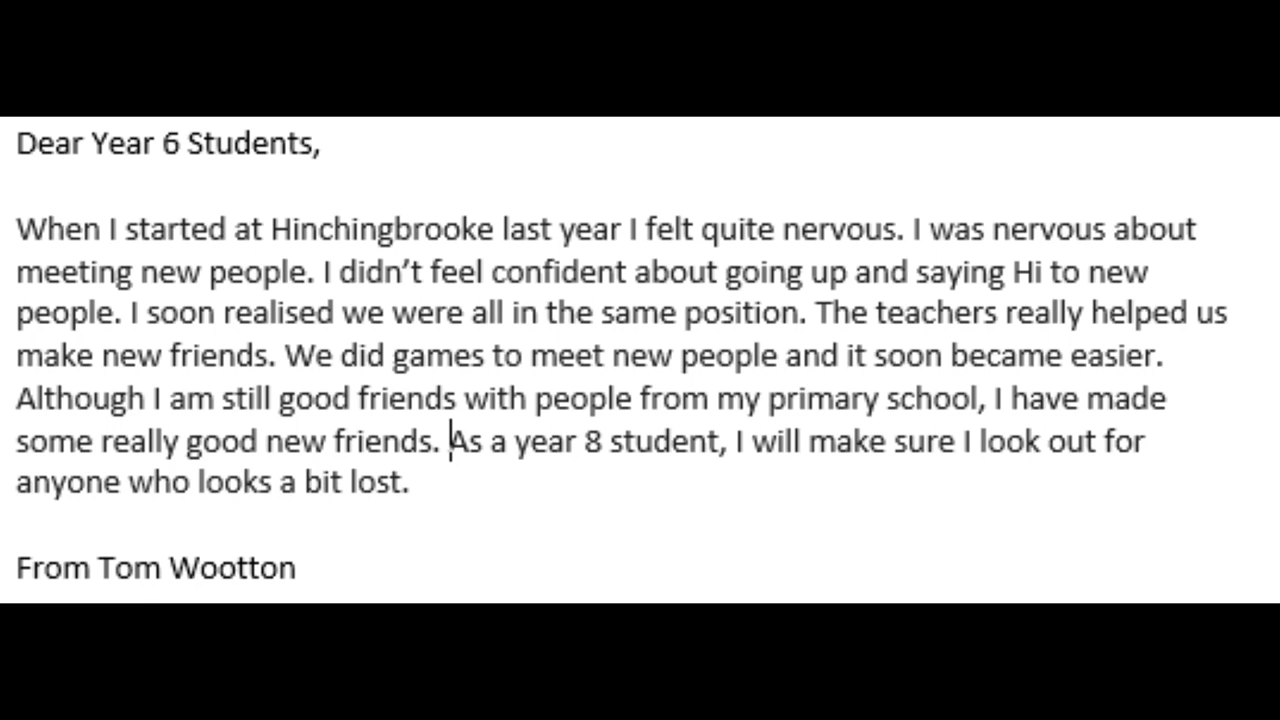 Dear Year 6 Students,
When I started at Hinchingbrooke last year I felt quite nervous. I was nervous about
meeting new people. I didn’t feel confident about going up and saying Hi to new
people. I soon realised we were all in the same position. The teachers really helped us
make new friends. We did games to meet new people and it soon became easier.
Although I am still good friends with people from my primary school, I have made
some really good new friends. As a year 8 student, I will make sure I look out for
anyone who looks a bit lost.
From Tom Wootton